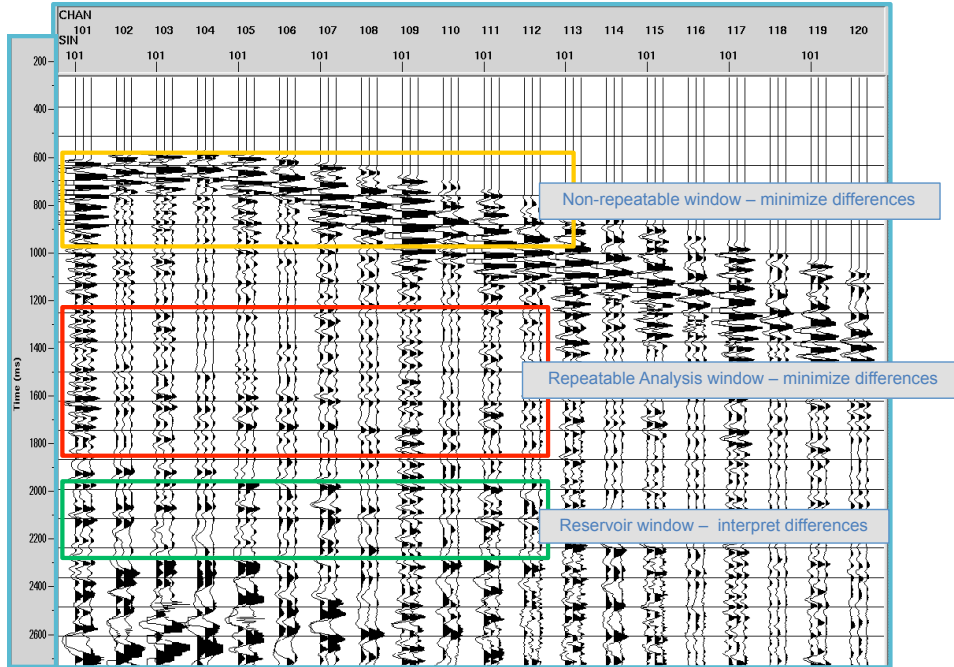 CHAN
101 102 103 104 105 106 107 108 109 110 111 112 113 114 115 116 117 118 119 120
SIN
101 101 101 101 101 101 101 101 101 101
200
400
600
800
Non-repeatable window – minimize differences
1000
1200
1400
Repeatable Analysis window – minimize differences
Time (ms)
1600
1800
2000
Reservoir window – interpret differences
2200
2400
2600